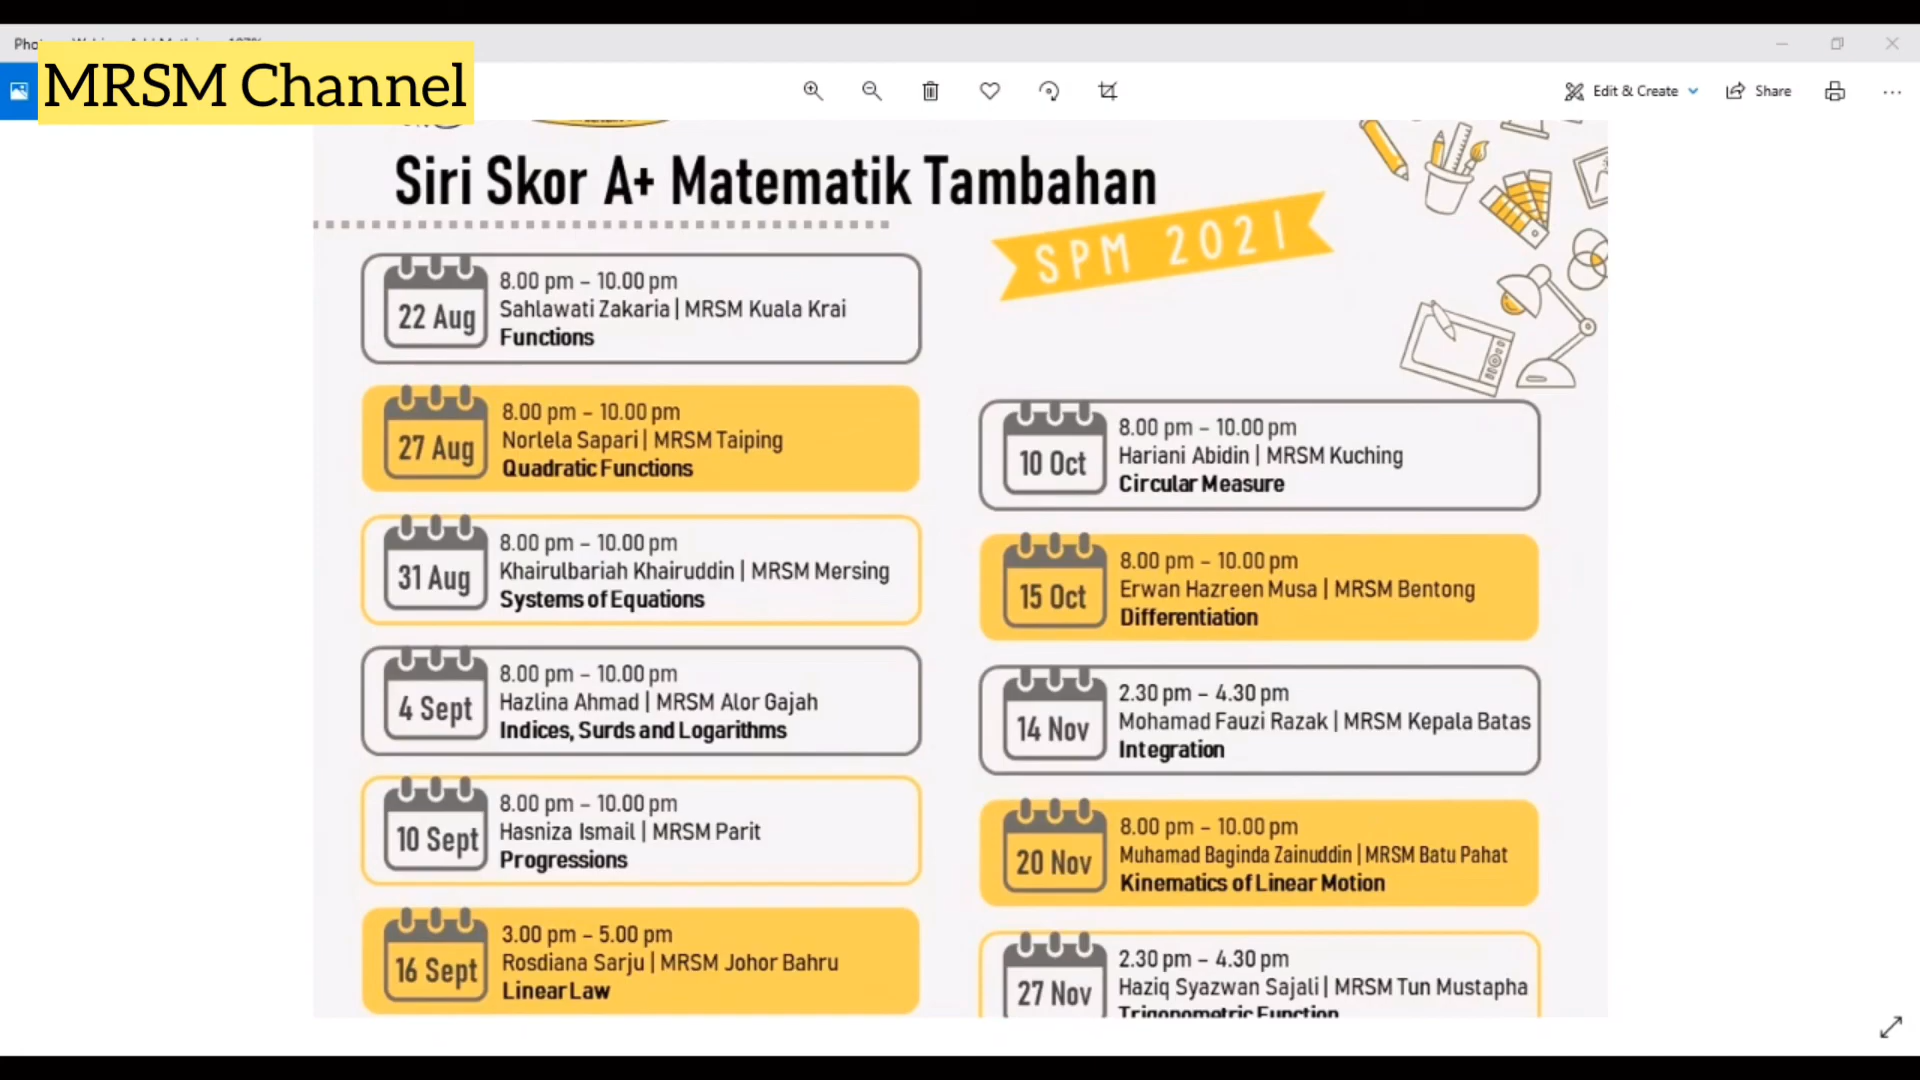 MRSM Channel
Edit & Create
Share
Siri Skor A+ Matematik Tambahan
SPM 2021
22 Aug
8.00 pm – 10.00 pm
Sahlawati Zakaria | MRSM Kuala Krai
Functions
27 Aug
8.00 pm – 10.00 pm
Norlela Sapari | MRSM Taiping
Quadratic Functions
31 Aug
8.00 pm – 10.00 pm
Khairulbariah Khairuddin | MRSM Mersing
Systems of Equations
4 Sept
8.00 pm – 10.00 pm
Hazlina Ahmad | MRSM Alor Gajah
Indices, Surds and Logarithms
10 Sept
8.00 pm – 10.00 pm
Hasniza Ismail | MRSM Parit
Progressions
16 Sept
3.00 pm – 5.00 pm
Rosdiana Sarju | MRSM Johor Bahru
Linear Law
10 Oct
8.00 pm – 10.00 pm
Hariani Abidin | MRSM Kuching
Circular Measure
15 Oct
8.00 pm – 10.00 pm
Erwan Hazreen Musa | MRSM Bentong
Differentiation
14 Nov
2.30 pm – 4.30 pm
Mohamad Fauzi Razak | MRSM Kepala Batas
Integration
20 Nov
8.00 pm – 10.00 pm
Muhamad Baginda Zainuddin | MRSM Batu Pahat
Kinematics of Linear Motion
27 Nov
2.30 pm – 4.30 pm
Haziq Syazwan Sajali | MRSM Tun Mustapha
Trigonometric Function